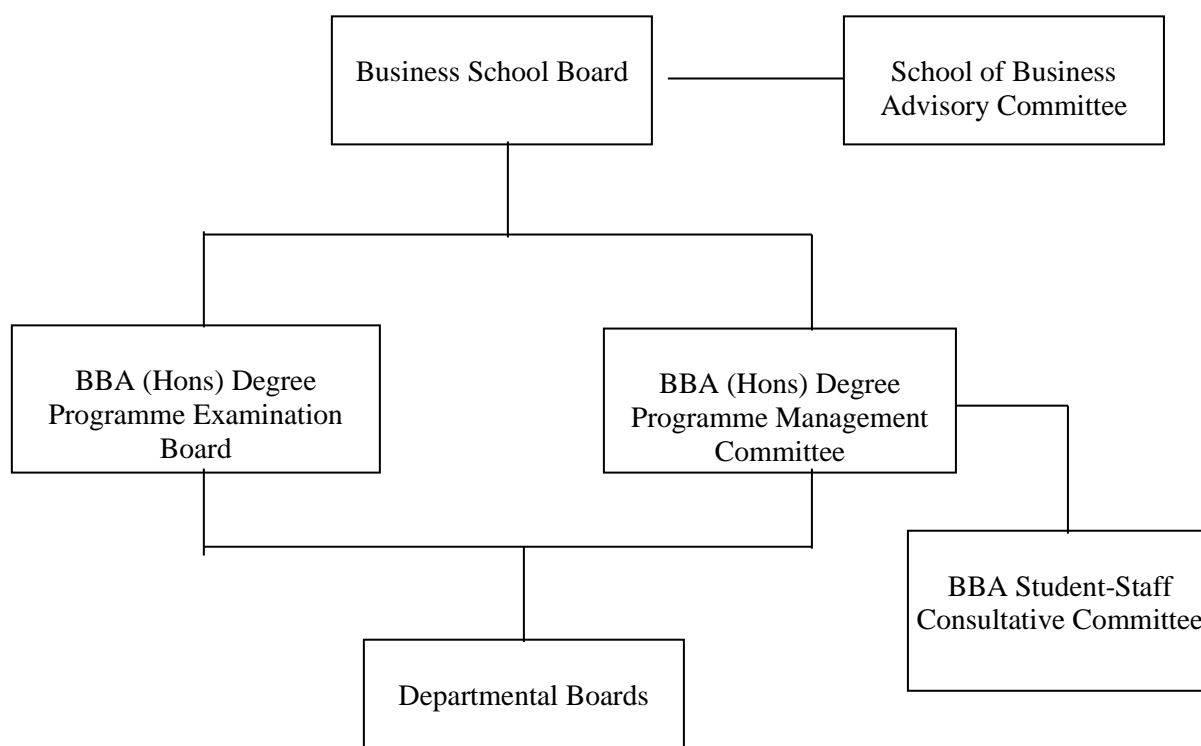 Business School Board
School of Business
Advisory Committee
BBA (Hons) Degree
Programme Examination
Board
BBA (Hons) Degree
Programme Management
Committee
BBA Student-Staff
Consultative Committee
Departmental Boards